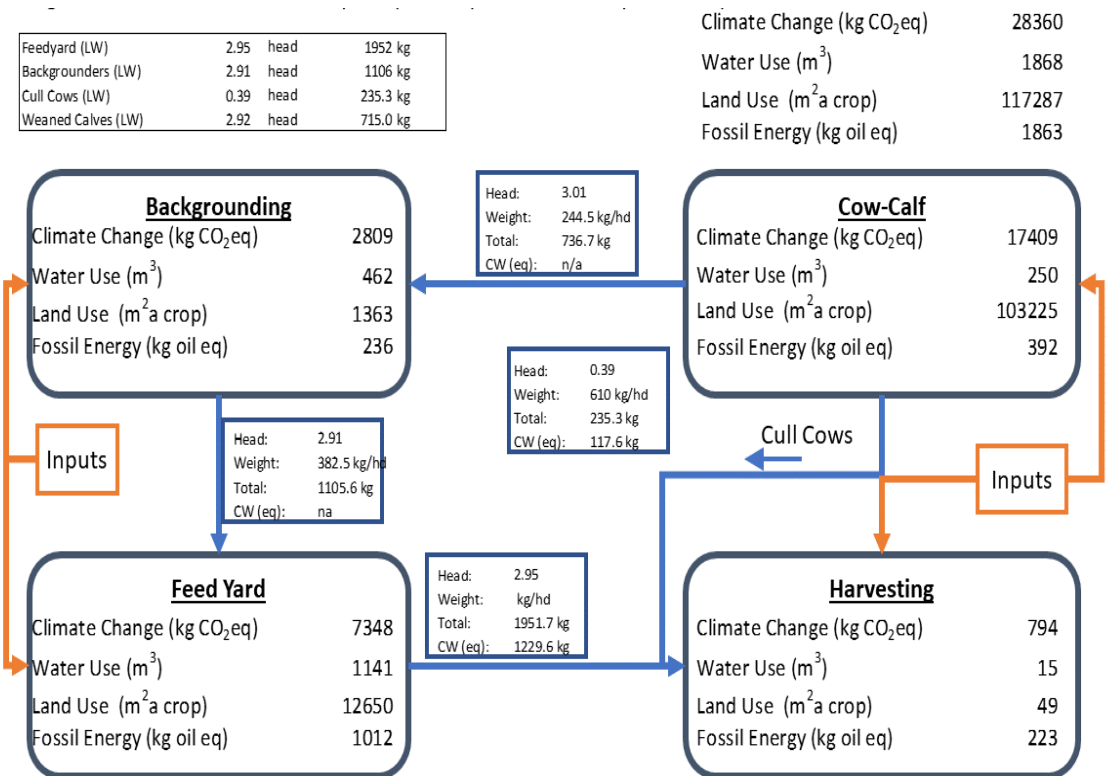 Climate Change (kg CO₂eq) 28360
Water Use (m³) 1868
Land Use (m²a crop) 117287
Fossil Energy (kg oil eq) 1863
Feedyard (LW) 2.95 head 1952 kg
Backgrounders (LW) 2.91 head 1106 kg
Cull Cows (LW) 0.39 head 235.3 kg
Weaned Calves (LW) 2.92 head 715.0 kg
Backgrounding
Climate Change (kg CO₂eq) 2809
Water Use (m³) 462
Land Use (m²a crop) 1363
Fossil Energy (kg oil eq) 236
Head: 3.01
Weight: 244.5 kg/hd
Total: 736.7 kg
CW (eq): n/a
Cow-Calf
Climate Change (kg CO₂eq) 17409
Water Use (m³) 250
Land Use (m²a crop) 103225
Fossil Energy (kg oil eq) 392
Head: 0.39
Weight: 610 kg/hd
Total: 235.3 kg
CW (eq): 117.6 kg
Cull Cows
Inputs
Head: 2.91
Weight: 382.5 kg/hd
Total: 1105.6 kg
CW (eq): na
Inputs
Feed Yard
Climate Change (kg CO₂eq) 7348
Water Use (m³) 1141
Land Use (m²a crop) 12650
Fossil Energy (kg oil eq) 1012
Head: 2.95
Weight: kg/hd
Total: 1951.7 kg
CW (eq): 1229.6 kg
Harvesting
Climate Change (kg CO₂eq) 794
Water Use (m³) 15
Land Use (m²a crop) 49
Fossil Energy (kg oil eq) 223